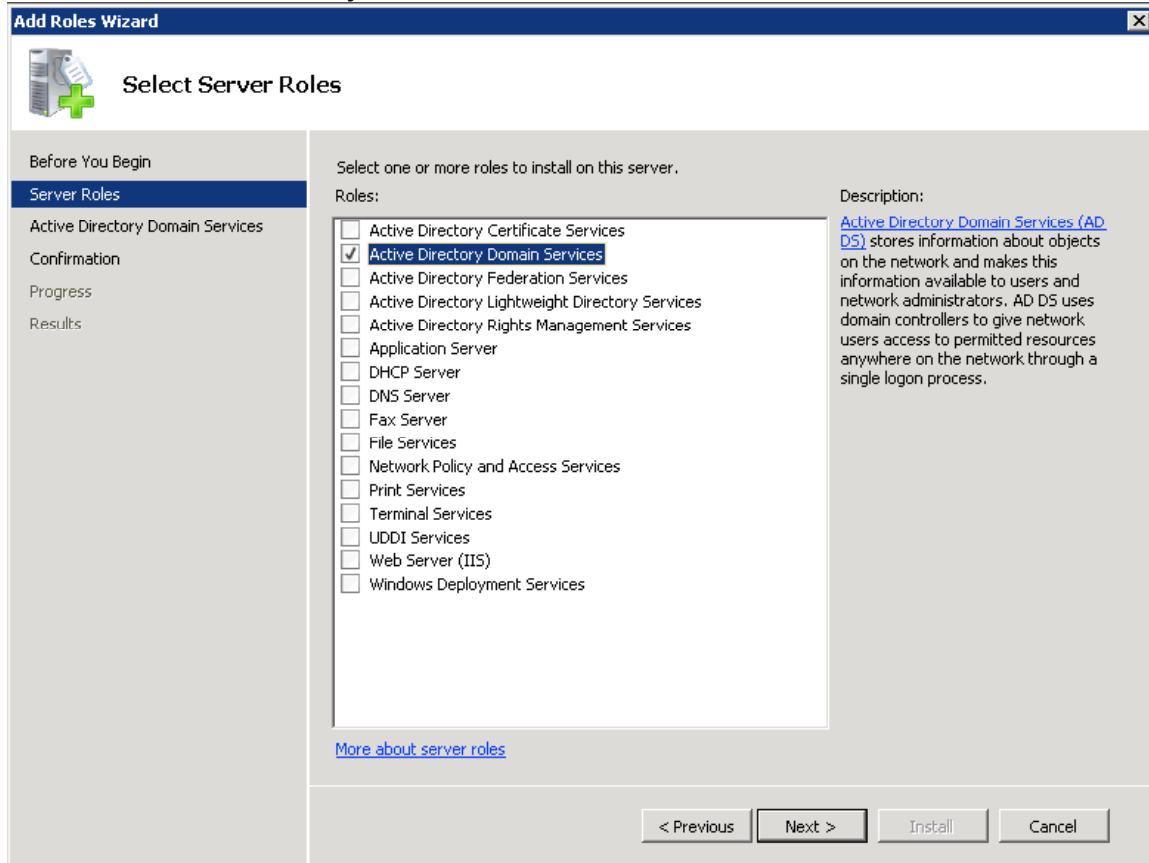 Add Roles Wizard
Select Server Roles
Before You Begin
Server Roles
Active Directory Domain Services
Confirmation
Progress
Results
Select one or more roles to install on this server.
Roles:
Active Directory Certificate Services
Active Directory Domain Services
Active Directory Federation Services
Active Directory Lightweight Directory Services
Active Directory Rights Management Services
Application Server
DHCP Server
DNS Server
Fax Server
File Services
Network Policy and Access Services
Print Services
Terminal Services
UDDI Services
Web Server (IIS)
Windows Deployment Services
More about server roles
Description:
Active Directory Domain Services (AD
DS) stores information about objects
on the network and makes this
information available to users and
network administrators. AD DS uses
domain controllers to give network
users access to permitted resources
anywhere on the network through a
single logon process.
< Previous
Next >
Install
Cancel